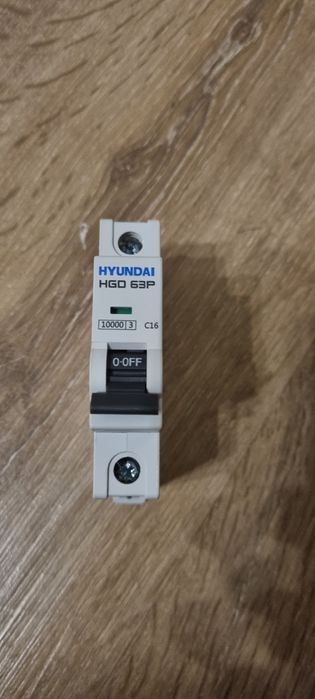 HYUNDAI
HGD 63P
10000 3 C16
O-OFF